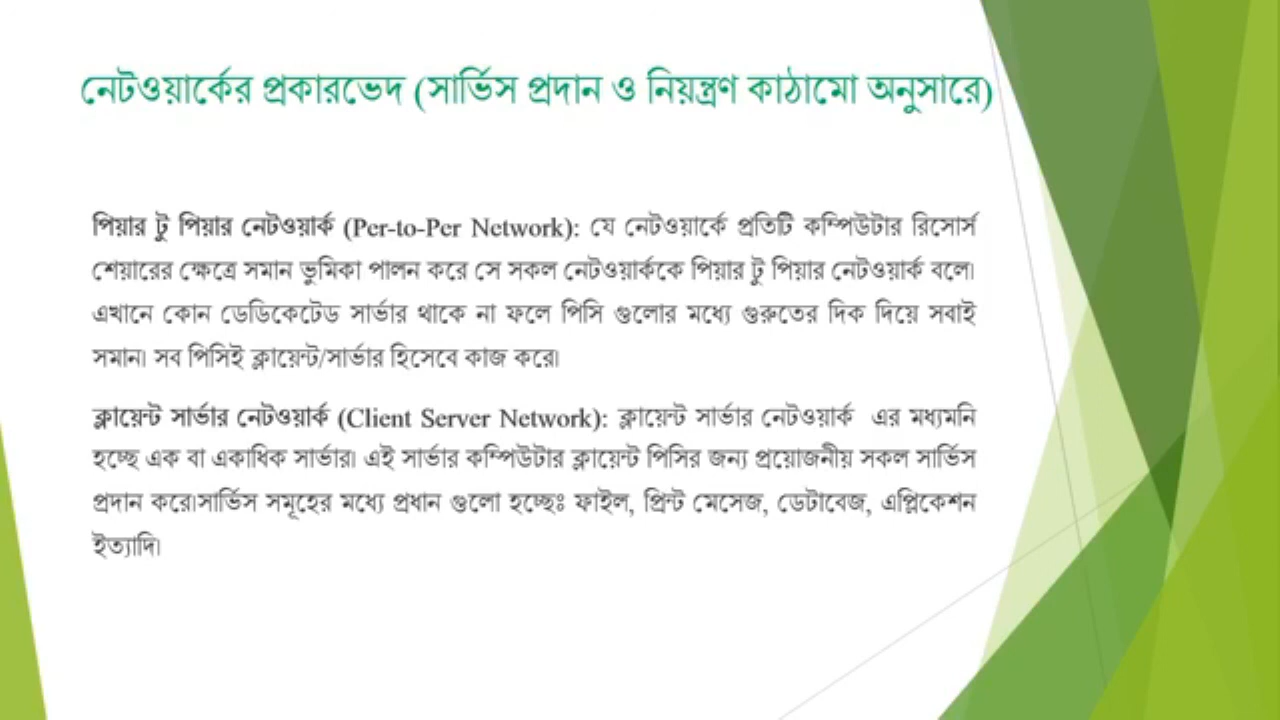 নেটওয়ার্কের প্রকারভেদ (সার্ভিস প্রদান ও নিয়ন্ত্রণ কাঠামো অনুসারে)
পিয়ার টু পিয়ার নেটওয়ার্ক (Per-to-Per Network): যে নেটওয়ার্কে প্রতিটি কম্পিউটার রিসোর্স
শেয়ারের ক্ষেত্রে সমান ভুমিকা পালন করে সে সকল নেটওয়ার্ককে পিয়ার টু পিয়ার নেটওয়ার্ক বলে।
এখানে কোন ডেডিকেটেড সার্ভার থাকে না ফলে পিসি গুলোর মধ্যে গুরুতের দিক দিয়ে সবাই
সমান। সব পিসিই ক্লায়েন্ট/সার্ভার হিসেবে কাজ করে।
ক্লায়েন্ট সার্ভার নেটওয়ার্ক (Client Server Network): ক্লায়েন্ট সার্ভার নেটওয়ার্ক এর মধ্যমনি
হচ্ছে এক বা একাধিক সার্ভার। এই সার্ভার কম্পিউটার ক্লায়েন্ট পিসির জন্য প্রয়োজনীয় সকল সার্ভিস
প্রদান করে।সার্ভিস সমূহের মধ্যে প্রধান গুলো হচ্ছেঃ ফাইল, প্রিন্ট মেসেজ, ডেটাবেজ, এপ্লিকেশন
ইত্যাদি।